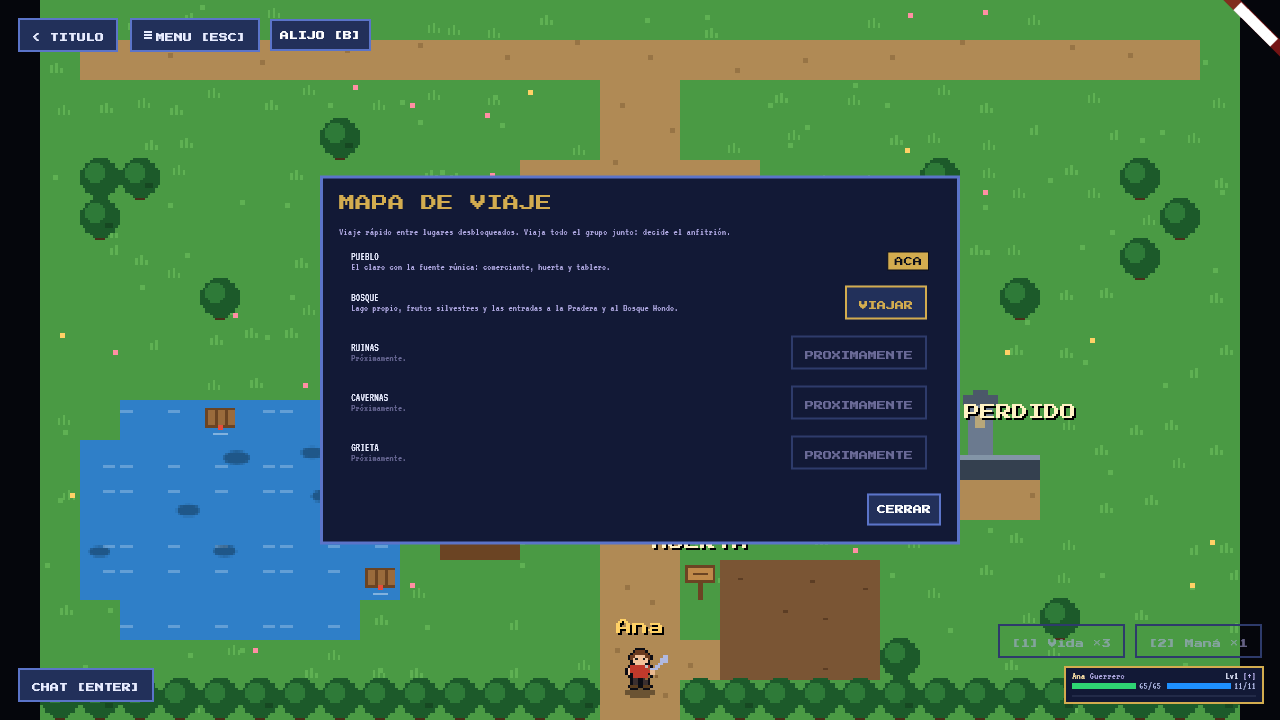 < TITULO
≡MENU [ESC]
ALIJO [B]
MAPA DE VIAJE
Viaje rápido entre lugares desbloqueados. Viaja todo el grupo junto: decide el anfitrión.
PUEBLO
El claro con la fuente rúnica: comerciante, huerta y tablero.
ACA
BOSQUE
Lago propio, frutos silvestres y las entradas a la Pradera y al Bosque Hondo.
VIAJAR
RUINAS
Próximamente.
PROXIMAMENTE
CAVERNAS
Próximamente.
PROXIMAMENTE
GRIETA
Próximamente.
PROXIMAMENTE
CERRAR
PERDIDO
Ana
[1] Vida ×3
[2] Maná ×1
CHAT [ENTER]
Ana Guerrero
Lv1 [+]
65/65
11/11